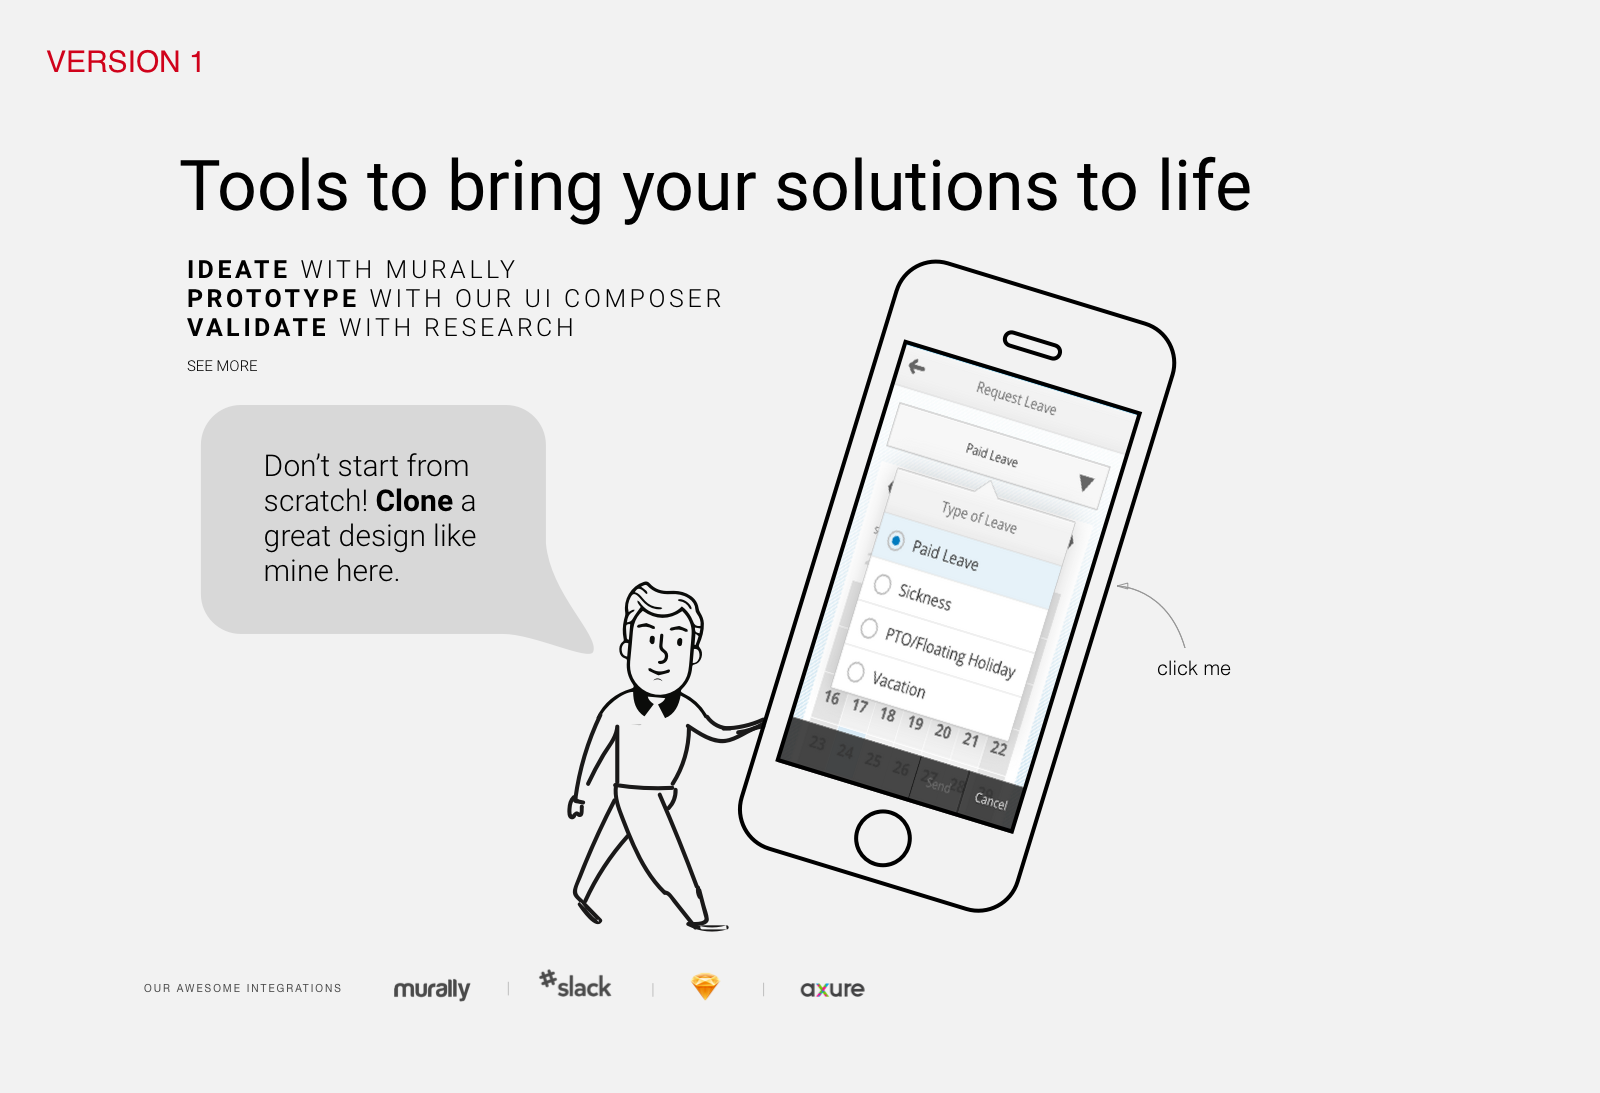 VERSION 1
Tools to bring your solutions to life
IDEATE WITH MURALLY
PROTOTYPE WITH OUR UI COMPOSER
VALIDATE WITH RESEARCH
SEE MORE
Don’t start from
scratch! Clone a
great design like
mine here.
Request Leave
Paid Leave
Type of Leave
Paid Leave
Sickness
PTO/Floating Holiday
Vacation
16 17 18 19 20 21 22
23 24 25 26 27 28 29
Send Cancel
click me
OUR AWESOME INTEGRATIONS murally | #slack | | axure